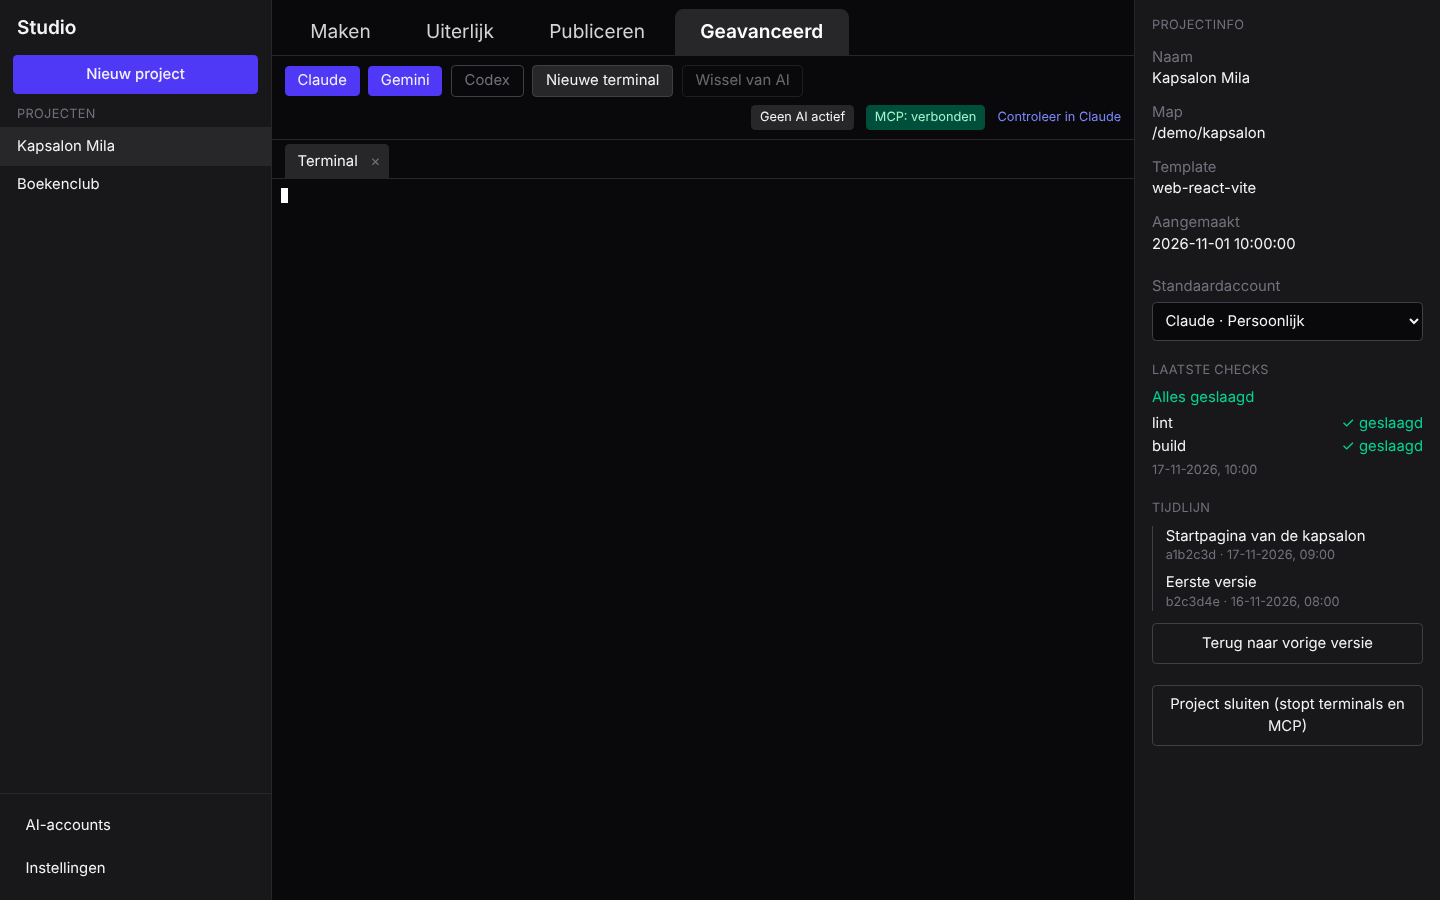 Studio
Nieuw project
PROJECTEN
Kapsalon Mila
Boekenclub
AI-accounts
Instellingen
Maken
Uiterlijk
Publiceren
Geavanceerd
Claude
Gemini
Codex
Nieuwe terminal
Wissel van AI
Geen AI actief
MCP: verbonden
Controleer in Claude
Terminal ×
PROJECTINFO
Naam
Kapsalon Mila
Map
/demo/kapsalon
Template
web-react-vite
Aangemaakt
2026-11-01 10:00:00
Standaardaccount
Claude · Persoonlijk
LAATSTE CHECKS
Alles geslaagd
lint ✓ geslaagd
build ✓ geslaagd
17-11-2026, 10:00
TIJDLIJN
Startpagina van de kapsalon
a1b2c3d · 17-11-2026, 09:00
Eerste versie
b2c3d4e · 16-11-2026, 08:00
Terug naar vorige versie
Project sluiten (stopt terminals en
MCP)